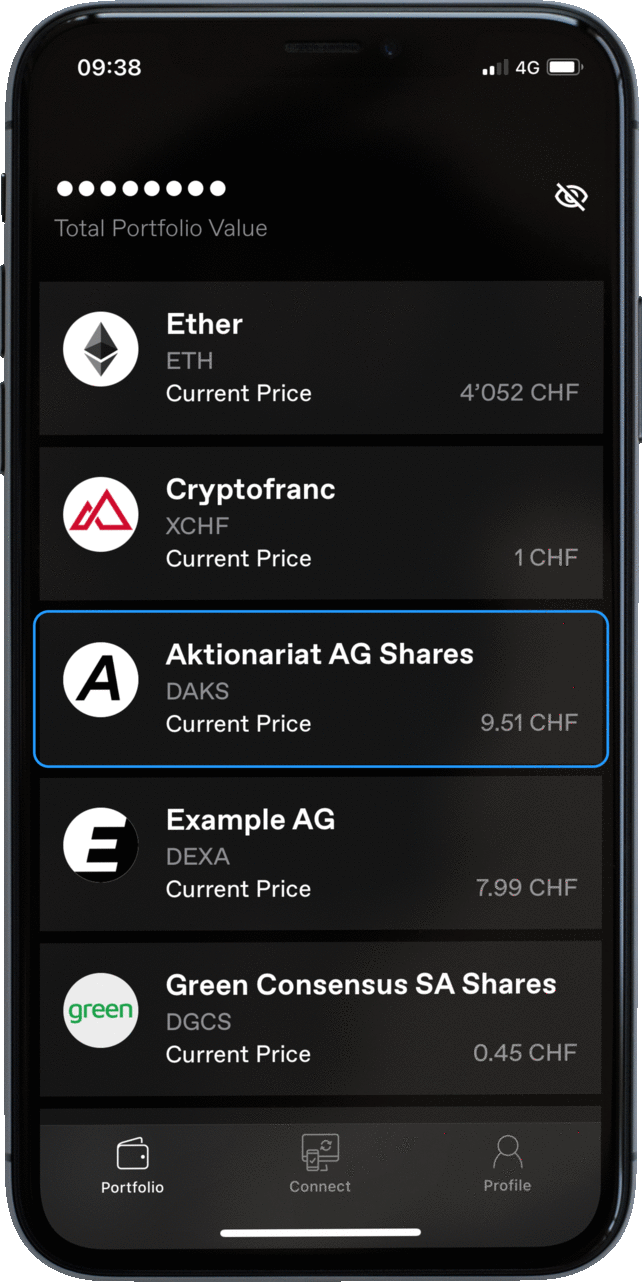 09:38
4G
Total Portfolio Value
Ether
ETH
Current Price
4’052 CHF
Cryptofranc
XCHF
Current Price
1 CHF
A
Aktionariat AG Shares
DAKS
Current Price
9.51 CHF
E
Example AG
DEXA
Current Price
7.99 CHF
green
Green Consensus SA Shares
DGCS
Current Price
0.45 CHF
Portfolio
Connect
Profile